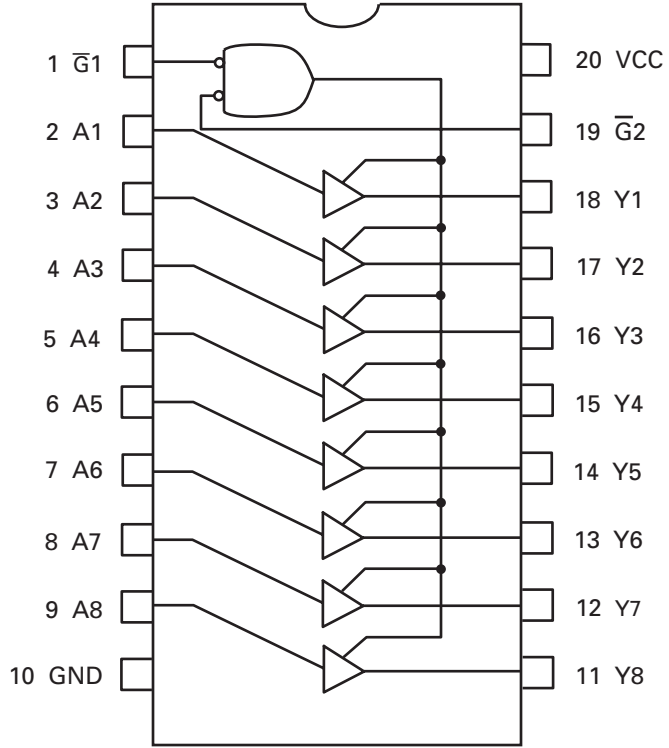 1 G̅1
2 A1
3 A2
4 A3
5 A4
6 A5
7 A6
8 A7
9 A8
10 GND
20 VCC
19 G̅2
18 Y1
17 Y2
16 Y3
15 Y4
14 Y5
13 Y6
12 Y7
11 Y8